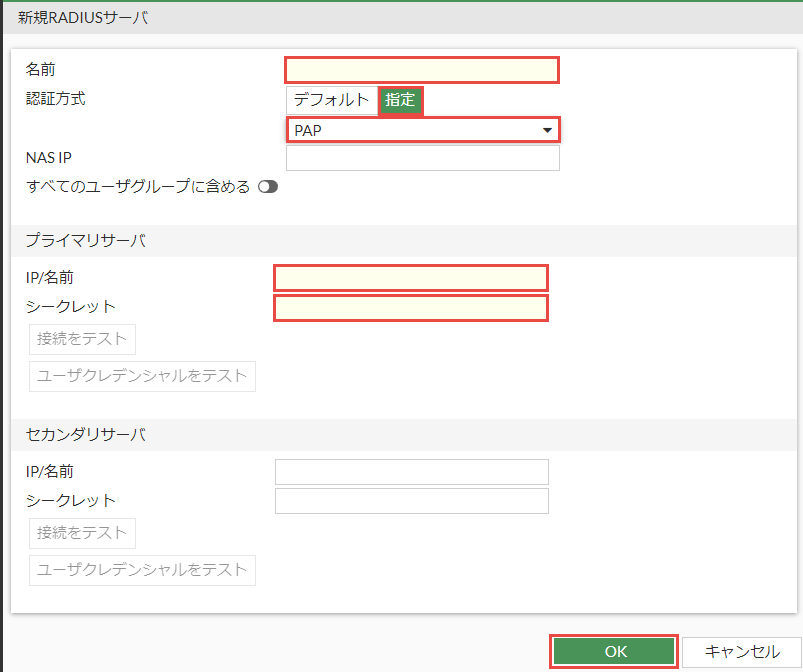 新規RADIUSサーバ
名前
認証方式 デフォルト 指定
PAP
NAS IP
すべてのユーザグループに含める
プライマリサーバ
IP/名前
シークレット
接続をテスト
ユーザクレデンシャルをテスト
セカンダリサーバ
IP/名前
シークレット
接続をテスト
ユーザクレデンシャルをテスト
OK キャンセル